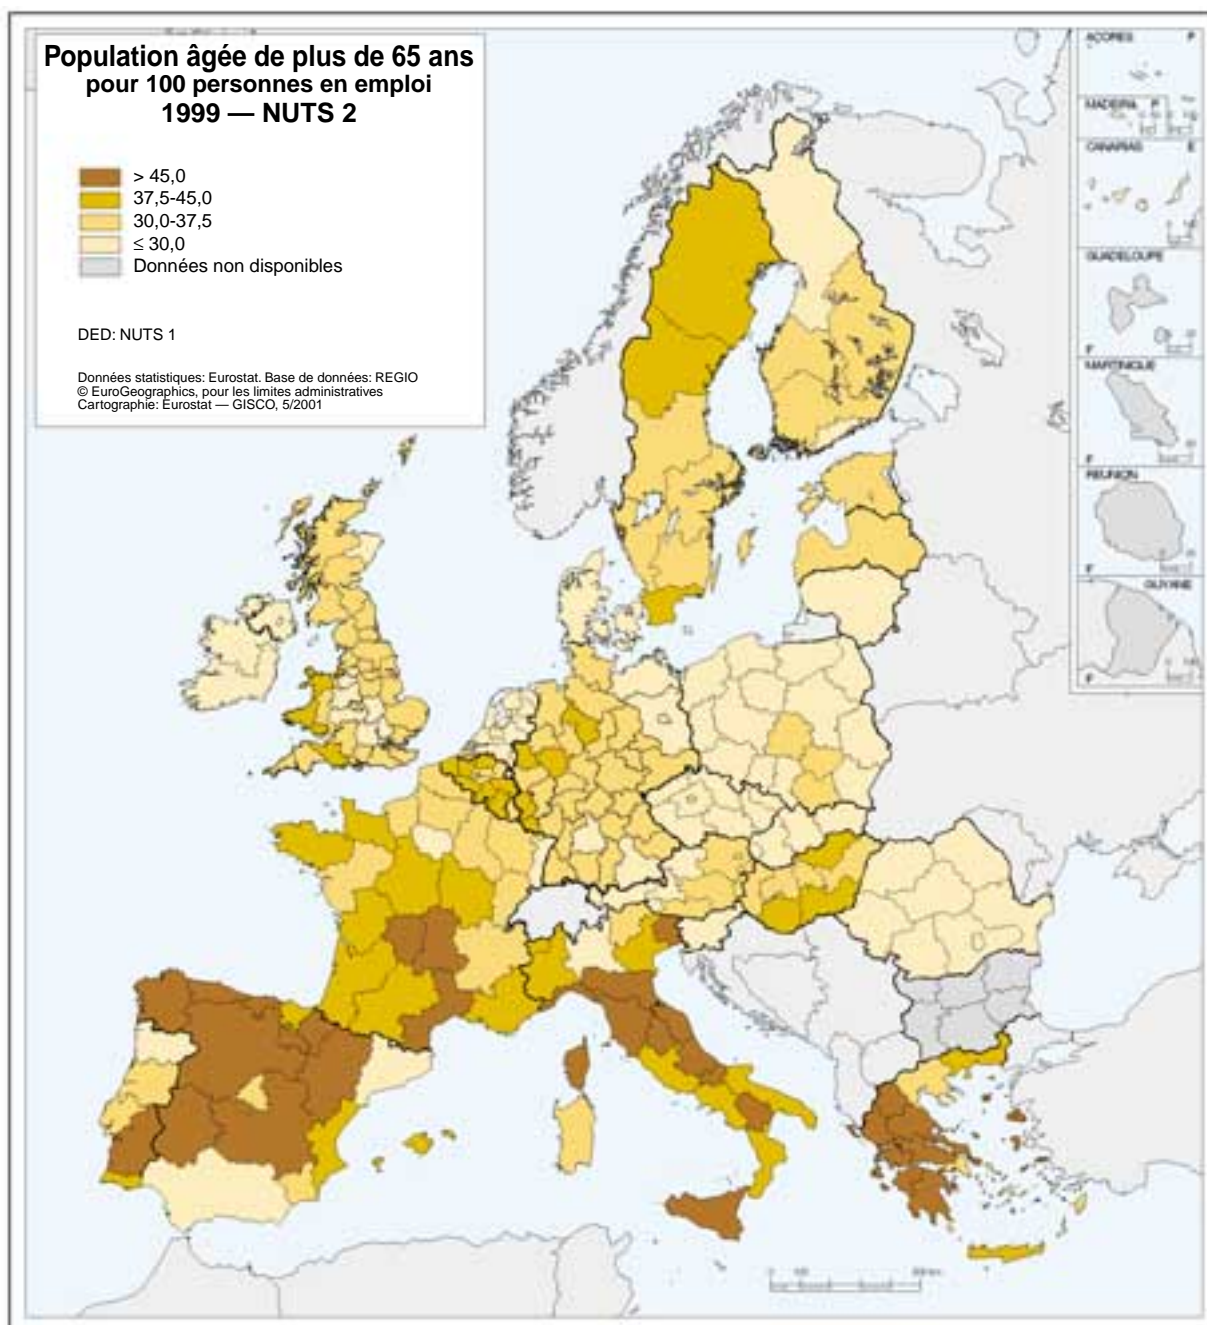 Population âgée de plus de 65 ans
pour 100 personnes en emploi
1999 — NUTS 2
> 45,0
37,5-45,0
30,0-37,5
≤ 30,0
Données non disponibles
DED: NUTS 1
Données statistiques: Eurostat. Base de données: REGIO
© EuroGeographics, pour les limites administratives
Cartographie: Eurostat — GISCO, 5/2001
AÇORES P
MADEIRA P
CANARIAS E
GUADELOUPE
F
MARTINIQUE
F
REUNION
F
GUYANE
F